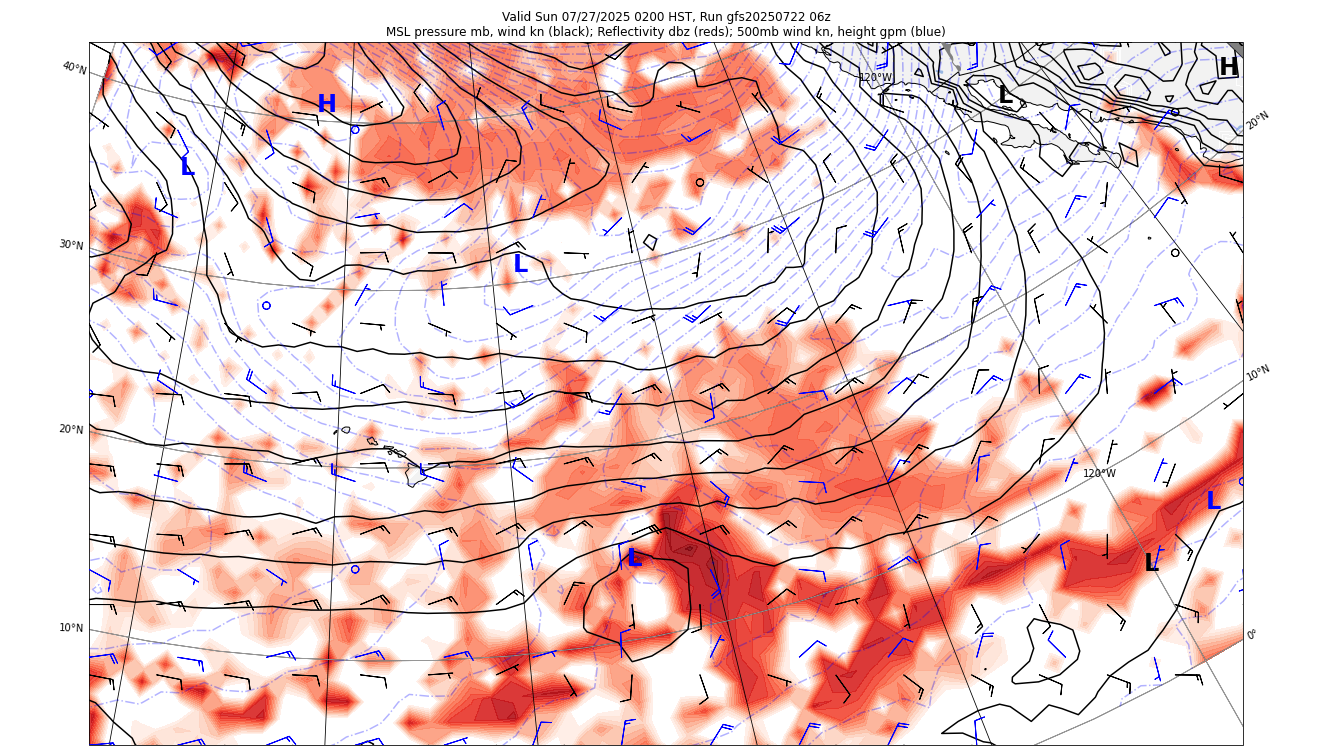 Valid Sun 07/27/2025 0200 HST, Run gfs20250722 06z
MSL pressure mb, wind kn (black); Reflectivity dbz (reds); 500mb wind kn, height gpm (blue)
40°N
120°W
H
L
H
20°N
L
30°N
L
10°N
20°N
120°W
L
L
L
10°N
0°